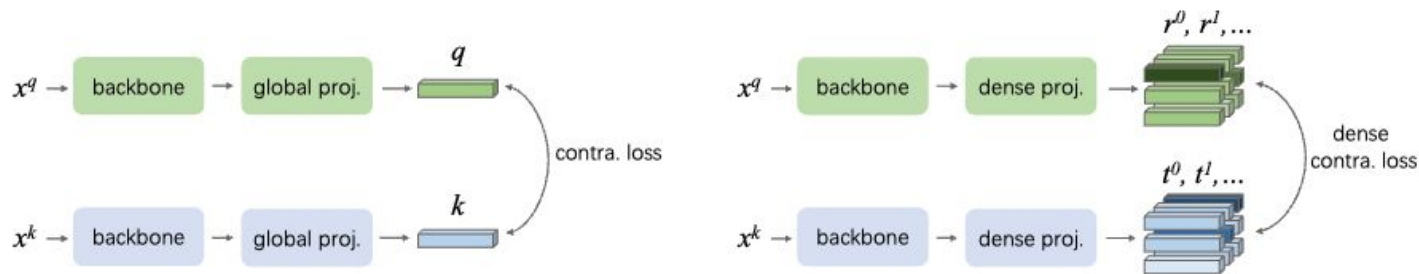 q
x^q backbone global proj.
contra. loss
k
x^k backbone global proj.
r^0, r^1,...
x^q backbone dense proj.
dense
contra. loss
t^0, t^1,...
x^k backbone dense proj.